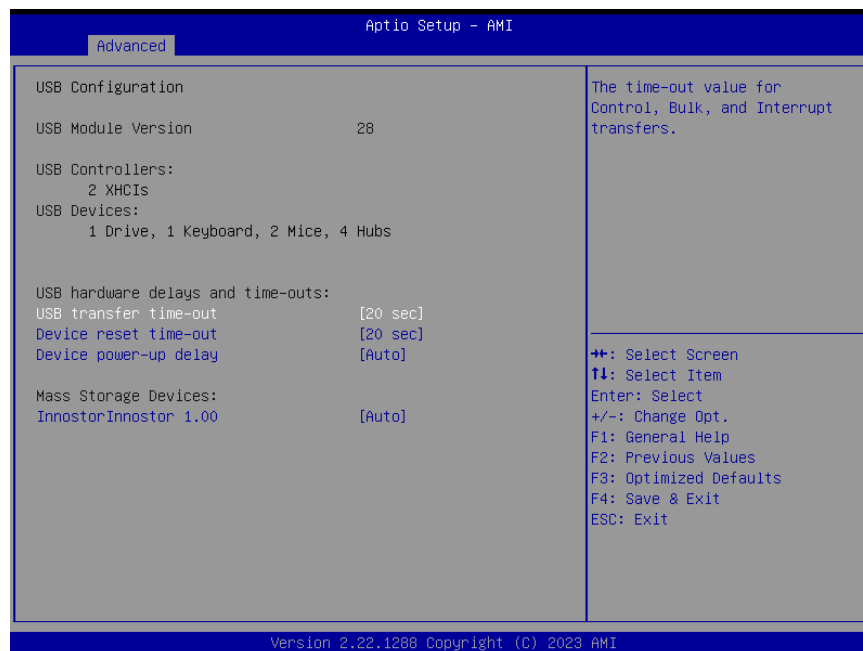 Aptio Setup – AMI
Advanced
USB Configuration
USB Module Version 28
USB Controllers:
2 XHCIs
USB Devices:
1 Drive, 1 Keyboard, 2 Mice, 4 Hubs
USB hardware delays and time-outs:
USB transfer time-out [20 sec]
Device reset time-out [20 sec]
Device power-up delay [Auto]
Mass Storage Devices:
InnostorInnostor 1.00 [Auto]
The time-out value for
Control, Bulk, and Interrupt
transfers.
→←: Select Screen
↑↓: Select Item
Enter: Select
+/-: Change Opt.
F1: General Help
F2: Previous Values
F3: Optimized Defaults
F4: Save & Exit
ESC: Exit
Version 2.22.1288 Copyright (C) 2023 AMI